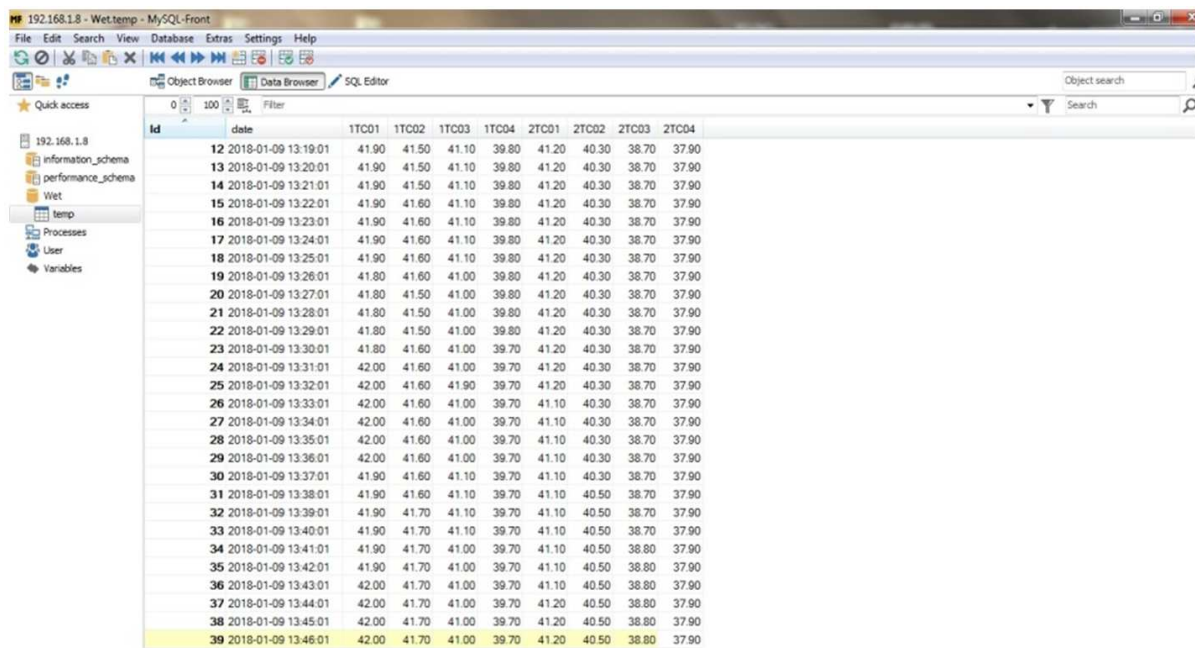 MF 192.168.1.8 - Wet.temp - MySQL-Front
File Edit Search View Database Extras Settings Help
Object Browser Data Browser SQL Editor Object search
Quick access
192.168.1.8
information_schema
performance_schema
Wet
temp
Processes
User
Variables
0 100 Filter Search
Id date 1TC01 1TC02 1TC03 1TC04 2TC01 2TC02 2TC03 2TC04
12 2018-01-09 13:19:01 41.90 41.50 41.10 39.80 41.20 40.30 38.70 37.90
13 2018-01-09 13:20:01 41.90 41.50 41.10 39.80 41.20 40.30 38.70 37.90
14 2018-01-09 13:21:01 41.90 41.50 41.10 39.80 41.20 40.30 38.70 37.90
15 2018-01-09 13:22:01 41.90 41.60 41.10 39.80 41.20 40.30 38.70 37.90
16 2018-01-09 13:23:01 41.90 41.60 41.10 39.80 41.20 40.30 38.70 37.90
17 2018-01-09 13:24:01 41.90 41.60 41.10 39.80 41.20 40.30 38.70 37.90
18 2018-01-09 13:25:01 41.90 41.60 41.10 39.80 41.20 40.30 38.70 37.90
19 2018-01-09 13:26:01 41.80 41.60 41.00 39.80 41.20 40.30 38.70 37.90
20 2018-01-09 13:27:01 41.80 41.50 41.00 39.80 41.20 40.30 38.70 37.90
21 2018-01-09 13:28:01 41.80 41.50 41.00 39.80 41.20 40.30 38.70 37.90
22 2018-01-09 13:29:01 41.80 41.50 41.00 39.80 41.20 40.30 38.70 37.90
23 2018-01-09 13:30:01 41.80 41.60 41.00 39.70 41.20 40.30 38.70 37.90
24 2018-01-09 13:31:01 42.00 41.60 41.00 39.70 41.20 40.30 38.70 37.90
25 2018-01-09 13:32:01 42.00 41.60 41.90 39.70 41.20 40.30 38.70 37.90
26 2018-01-09 13:33:01 42.00 41.60 41.00 39.70 41.10 40.30 38.70 37.90
27 2018-01-09 13:34:01 42.00 41.60 41.00 39.70 41.10 40.30 38.70 37.90
28 2018-01-09 13:35:01 42.00 41.60 41.00 39.70 41.10 40.30 38.70 37.90
29 2018-01-09 13:36:01 42.00 41.60 41.00 39.70 41.10 40.30 38.70 37.90
30 2018-01-09 13:37:01 41.90 41.60 41.10 39.70 41.10 40.30 38.70 37.90
31 2018-01-09 13:38:01 41.90 41.60 41.10 39.70 41.10 40.50 38.70 37.90
32 2018-01-09 13:39:01 41.90 41.70 41.10 39.70 41.10 40.50 38.70 37.90
33 2018-01-09 13:40:01 41.90 41.70 41.10 39.70 41.10 40.50 38.70 37.90
34 2018-01-09 13:41:01 41.90 41.70 41.00 39.70 41.10 40.50 38.80 37.90
35 2018-01-09 13:42:01 41.90 41.70 41.00 39.70 41.10 40.50 38.80 37.90
36 2018-01-09 13:43:01 42.00 41.70 41.00 39.70 41.10 40.50 38.80 37.90
37 2018-01-09 13:44:01 42.00 41.70 41.00 39.70 41.20 40.50 38.80 37.90
38 2018-01-09 13:45:01 42.00 41.70 41.00 39.70 41.20 40.50 38.80 37.90
39 2018-01-09 13:46:01 42.00 41.70 41.00 39.70 41.20 40.50 38.80 37.90